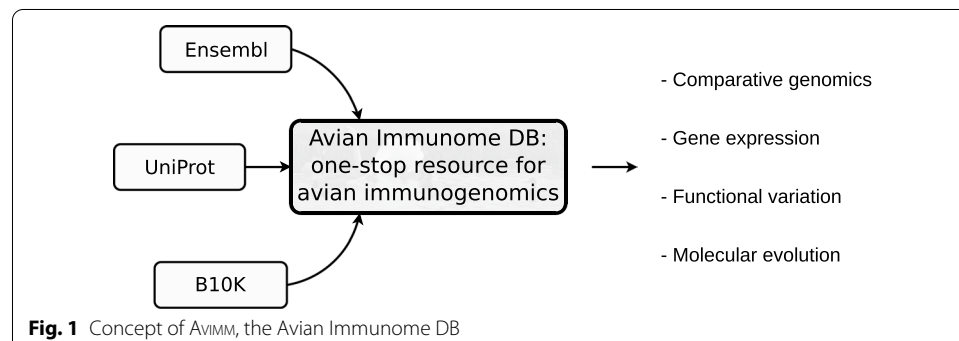 Ensembl
UniProt
B10K
Avian Immunome DB:
one-stop resource for
avian immunogenomics
- Comparative genomics
- Gene expression
- Functional variation
- Molecular evolution
Fig. 1 Concept of AVIMM, the Avian Immunome DB